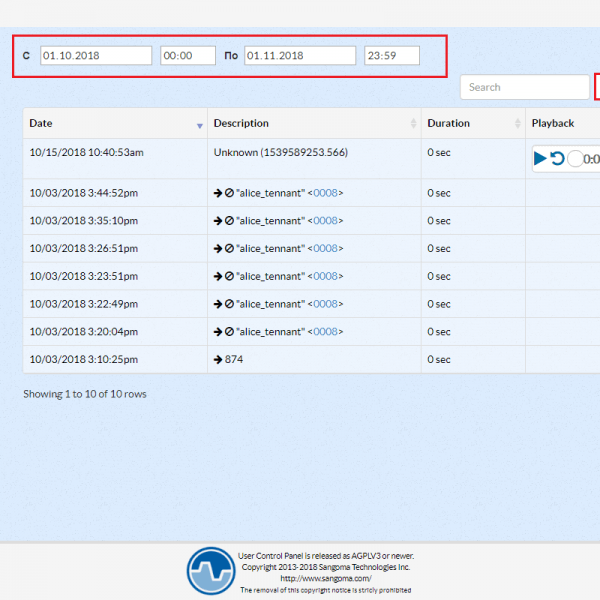 С 01.10.2018 00:00 По 01.11.2018 23:59
Search
Date Description Duration Playback
10/15/2018 10:40:53am Unknown (1539589253.566) 0 sec
10/03/2018 3:44:52pm "alice_tennant" <0008> 0 sec
10/03/2018 3:35:10pm "alice_tennant" <0008> 0 sec
10/03/2018 3:26:51pm "alice_tennant" <0008> 0 sec
10/03/2018 3:23:51pm "alice_tennant" <0008> 0 sec
10/03/2018 3:22:49pm "alice_tennant" <0008> 0 sec
10/03/2018 3:20:04pm "alice_tennant" <0008> 0 sec
10/03/2018 3:10:25pm 874 0 sec
Showing 1 to 10 of 10 rows
User Control Panel is released as AGPLV3 or newer.
Copyright 2013-2018 Sangoma Technologies Inc.
http://www.sangoma.com/
The removal of this copyright notice is stricly prohibited